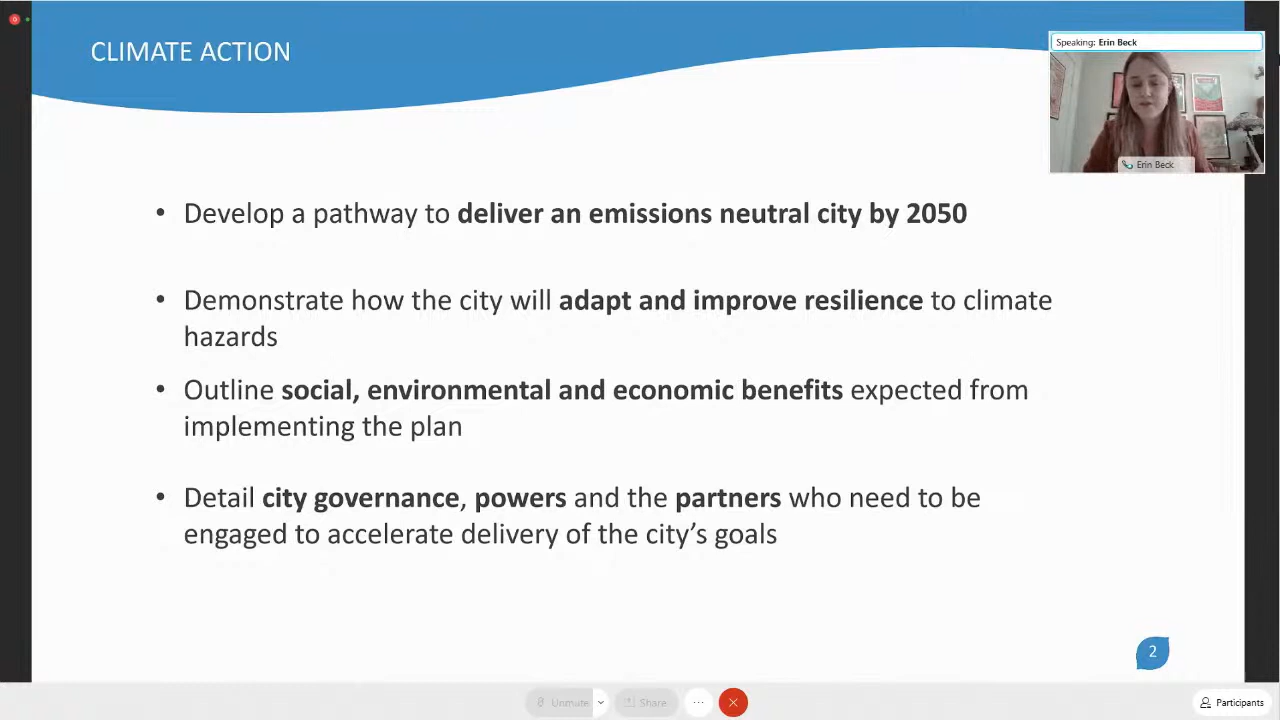 CLIMATE ACTION
Speaking: Erin Beck
Erin Beck
• Develop a pathway to deliver an emissions neutral city by 2050
• Demonstrate how the city will adapt and improve resilience to climate
hazards
• Outline social, environmental and economic benefits expected from
implementing the plan
• Detail city governance, powers and the partners who need to be
engaged to accelerate delivery of the city’s goals
2
Unmute
Share
Participants